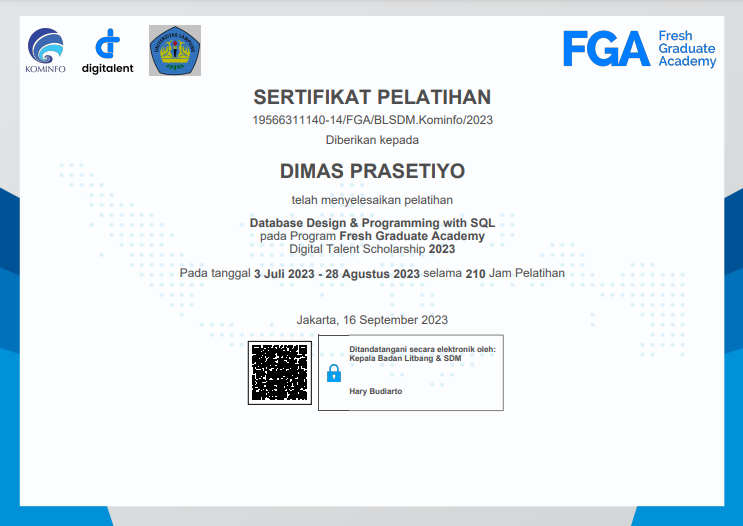 KOMINFO
digitalent
UNIVERSITAS LAMPUNG
FGA Fresh
Graduate
Academy
SERTIFIKAT PELATIHAN
19566311140-14/FGA/BLSDM.Kominfo/2023
Diberikan kepada
DIMAS PRASETIYO
telah menyelesaikan pelatihan
Database Design & Programming with SQL
pada Program Fresh Graduate Academy
Digital Talent Scholarship 2023
Pada tanggal 3 Juli 2023 - 28 Agustus 2023 selama 210 Jam Pelatihan
Jakarta, 16 September 2023
Ditandatangani secara elektronik oleh:
Kepala Badan Litbang & SDM
Hary Budiarto